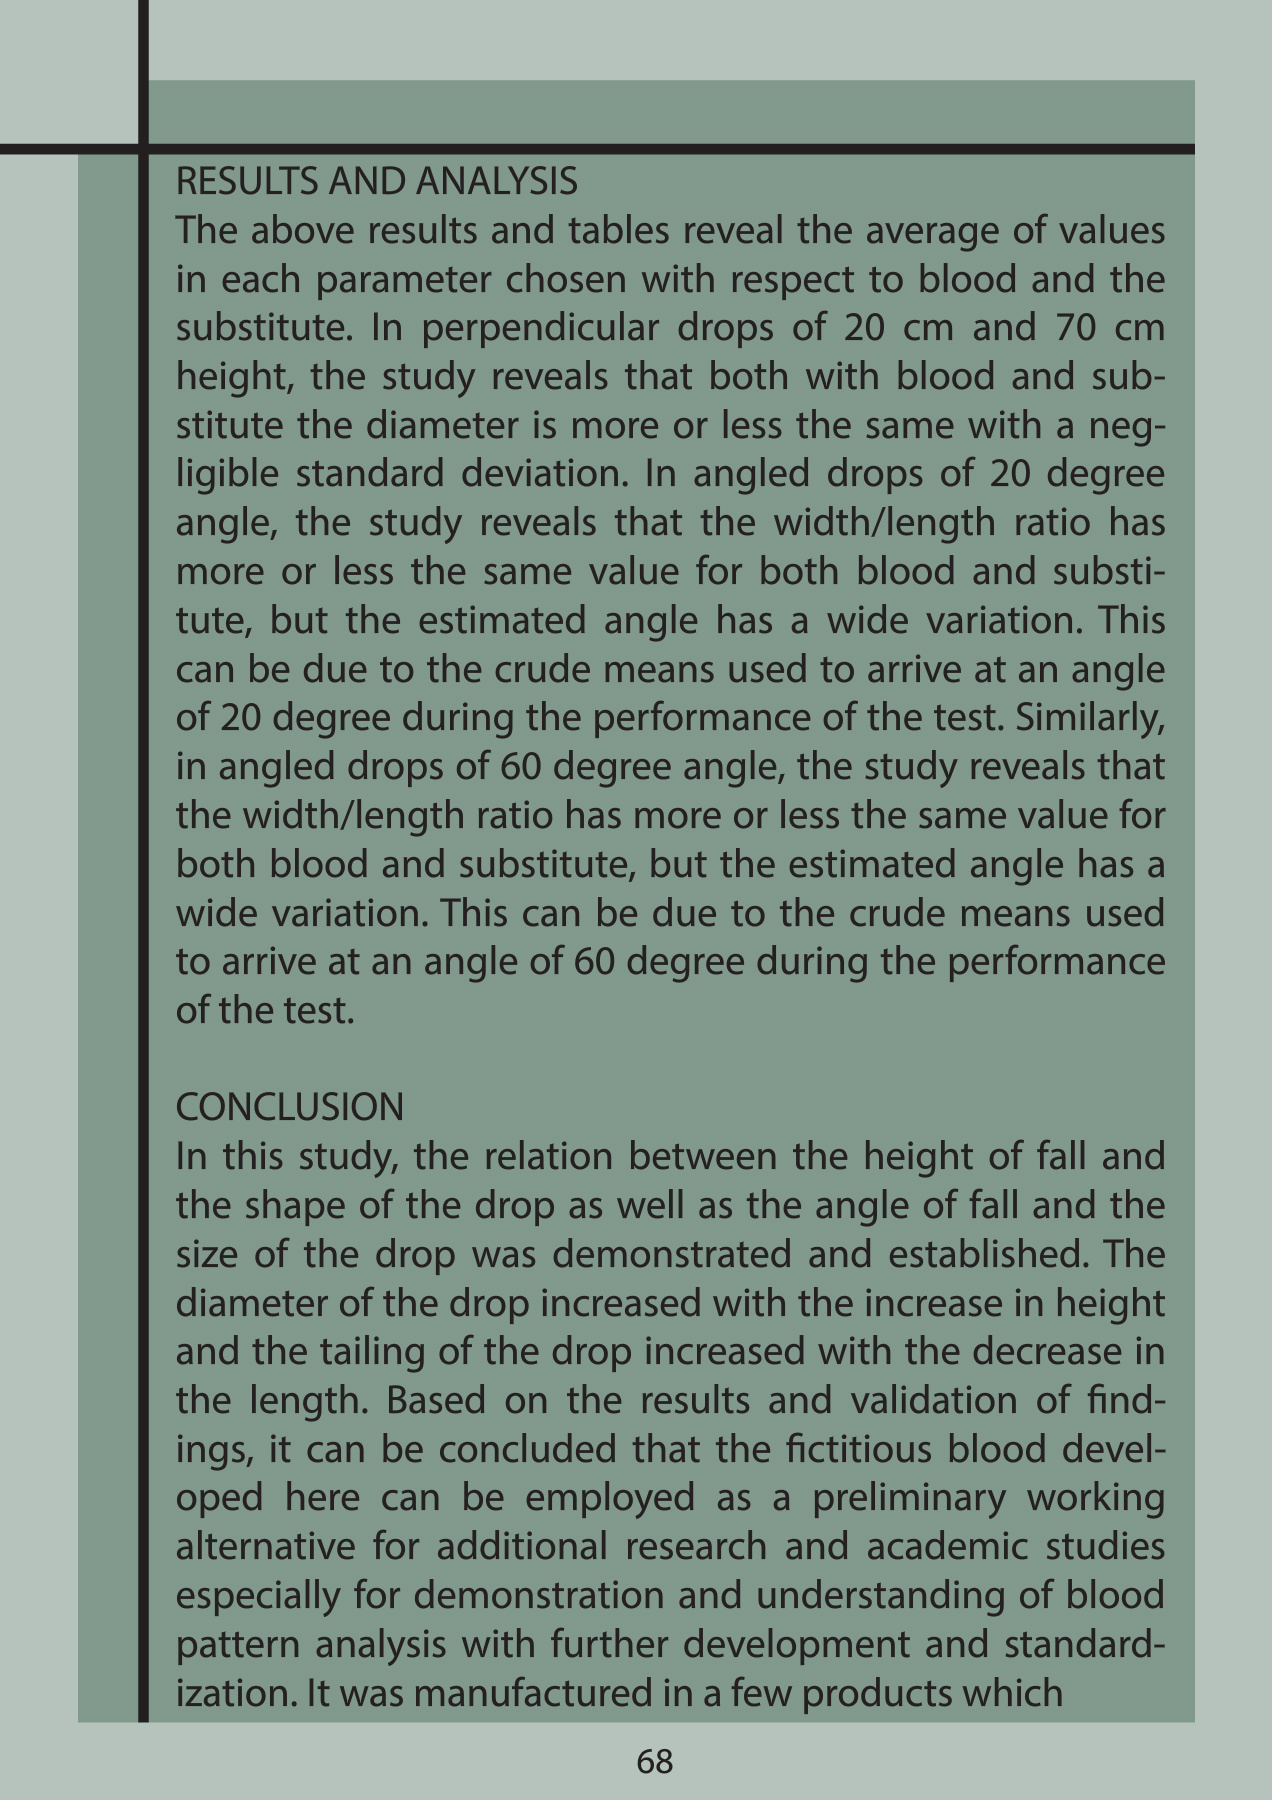 RESULTS AND ANALYSIS
The above results and tables reveal the average of values
in each parameter chosen with respect to blood and the
substitute. In perpendicular drops of 20 cm and 70 cm
height, the study reveals that both with blood and sub-
stitute the diameter is more or less the same with a neg-
ligible standard deviation. In angled drops of 20 degree
angle, the study reveals that the width/length ratio has
more or less the same value for both blood and substi-
tute, but the estimated angle has a wide variation. This
can be due to the crude means used to arrive at an angle
of 20 degree during the performance of the test. Similarly,
in angled drops of 60 degree angle, the study reveals that
the width/length ratio has more or less the same value for
both blood and substitute, but the estimated angle has a
wide variation. This can be due to the crude means used
to arrive at an angle of 60 degree during the performance
of the test.
CONCLUSION
In this study, the relation between the height of fall and
the shape of the drop as well as the angle of fall and the
size of the drop was demonstrated and established. The
diameter of the drop increased with the increase in height
and the tailing of the drop increased with the decrease in
the length. Based on the results and validation of find-
ings, it can be concluded that the fictitious blood devel-
oped here can be employed as a preliminary working
alternative for additional research and academic studies
especially for demonstration and understanding of blood
pattern analysis with further development and standard-
ization. It was manufactured in a few products which
68